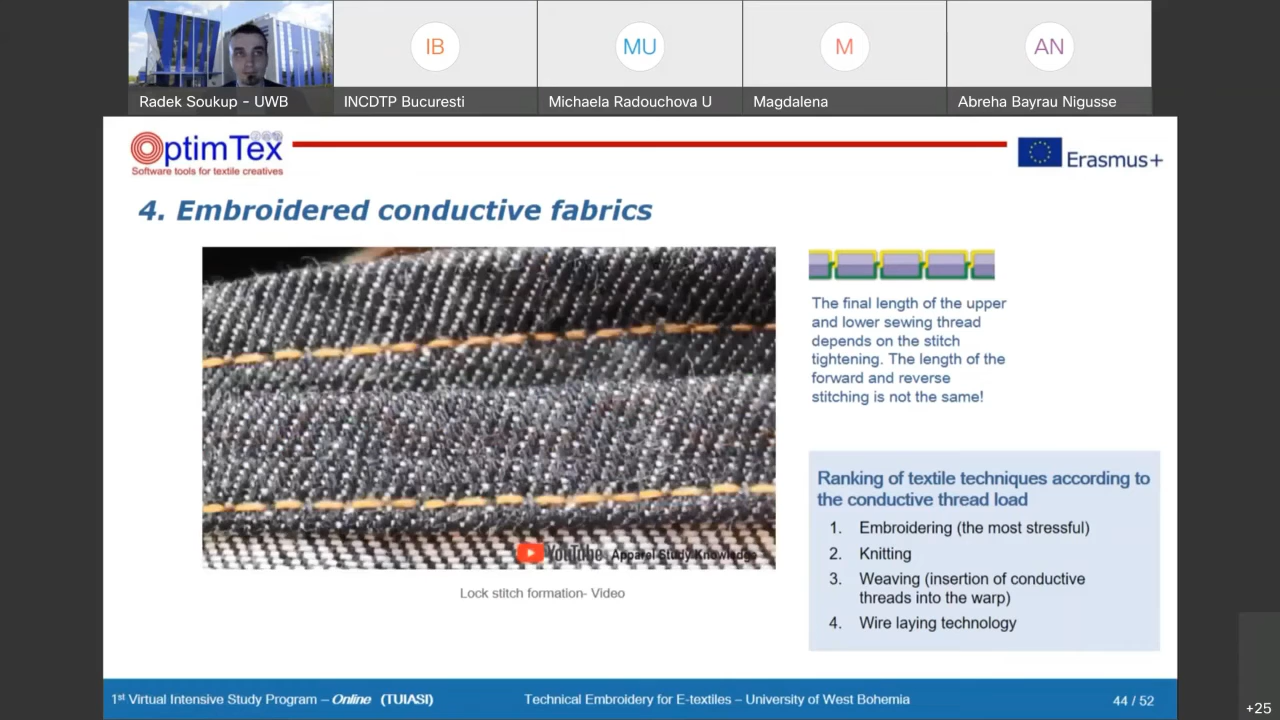 IB
MU
M
AN
Radek Soukup - UWB
INCDTP Bucuresti
Michaela Radouchova U
Magdalena
Abreha Bayrau Nigusse
OptimTex
Software tools for textile creatives
Erasmus+
4. Embroidered conductive fabrics
The final length of the upper
and lower sewing thread
depends on the stitch
tightening. The length of the
forward and reverse
stitching is not the same!
YouTube Apparel Study Knowledge
Lock stitch formation- Video
Ranking of textile techniques according to
the conductive thread load
1. Embroidering (the most stressful)
2. Knitting
3. Weaving (insertion of conductive
threads into the warp)
4. Wire laying technology
1st Virtual Intensive Study Program – Online (TUIASI)
Technical Embroidery for E-textiles – University of West Bohemia
44 / 52
+25